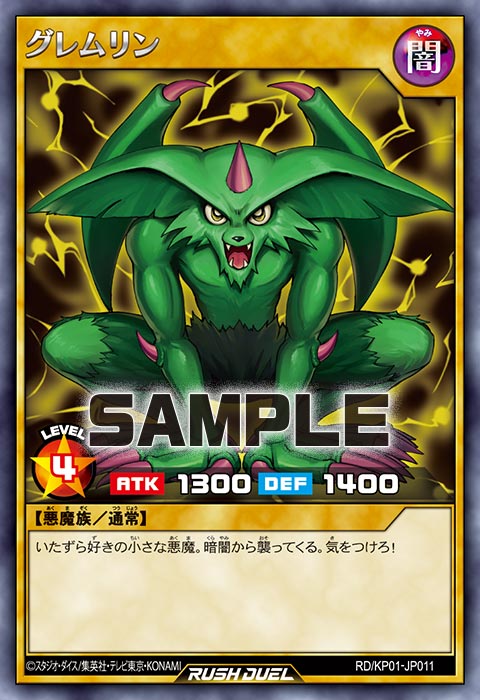 グレムリン
やみ
闇
SAMPLE
LEVEL
4
ATK 1300 DEF 1400
【悪魔族／通常】
いたずら好きの小さな悪魔。暗闇から襲ってくる。気をつけろ!
©スタジオ・ダイス/集英社・テレビ東京・KONAMI
RUSH DUEL
RD/KP01-JP011